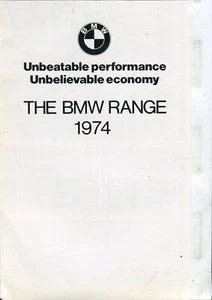 BMW
Unbeatable performance
Unbelievable economy
THE BMW RANGE
1974